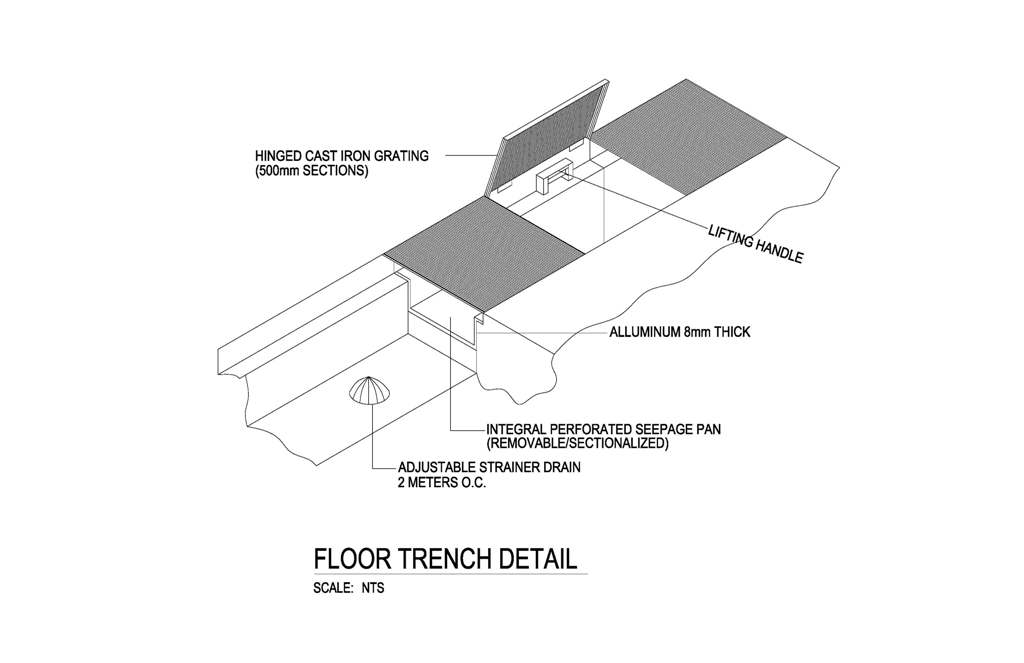 HINGED CAST IRON GRATING
(500mm SECTIONS)
LIFTING HANDLE
ALLUMINUM 8mm THICK
INTEGRAL PERFORATED SEEPAGE PAN
(REMOVABLE/SECTIONALIZED)
ADJUSTABLE STRAINER DRAIN
2 METERS O.C.
FLOOR TRENCH DETAIL
SCALE: NTS